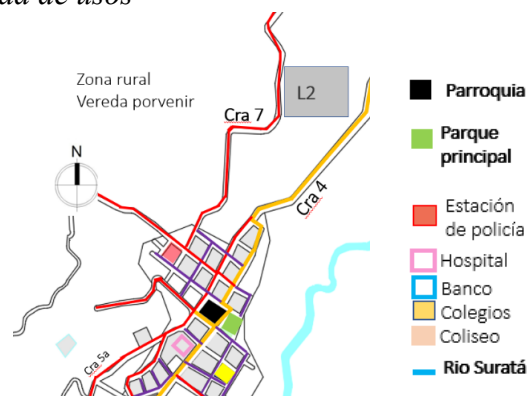 dad de usos
Zona rural
Vereda porvenir
L2
Cra 7
N
Cra 4
Cra 5a
Parroquia
Parque
principal
Estación
de policía
Hospital
Banco
Colegios
Coliseo
Rio Suratá